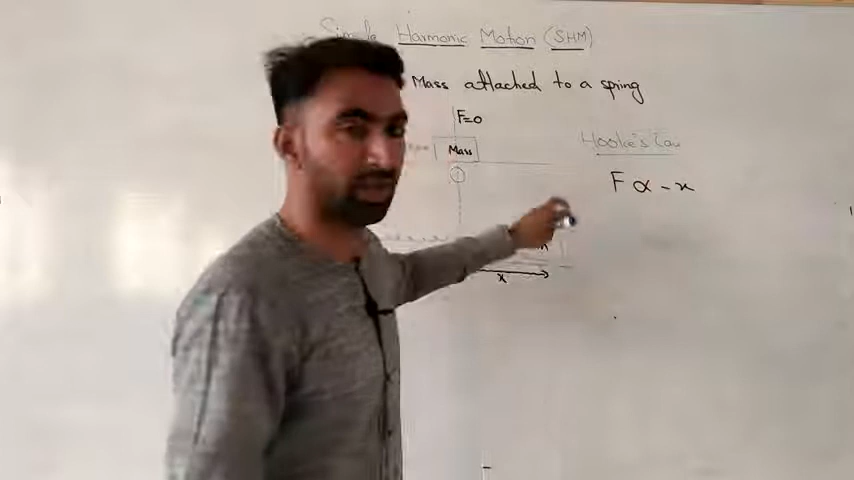 Simple Harmonic Motion (SHM)
Mass attached to a spring
F=0
Mass
Hooke's Law
F α - x
x